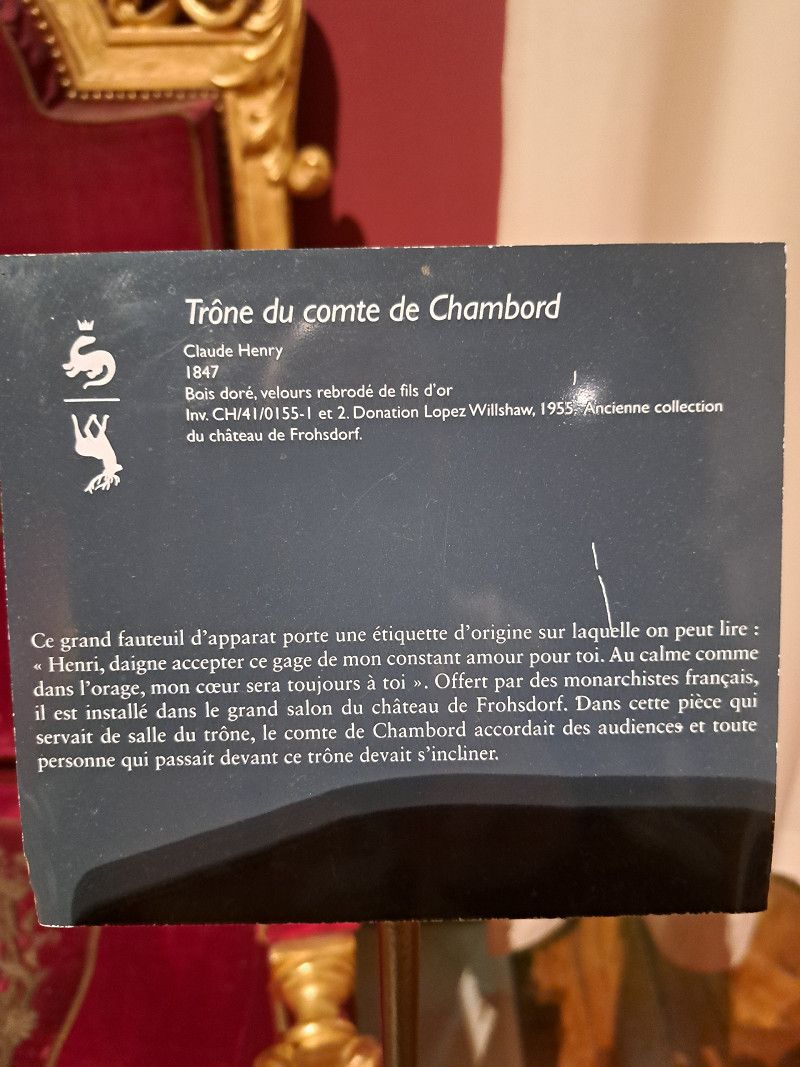 Trône du comte de Chambord
Claude Henry
1847
Bois doré, velours rebrodé de fils d'or
Inv. CH/41/0155-1 et 2. Donation Lopez Willshaw, 1955. Ancienne collection
du château de Frohsdorf.
Ce grand fauteuil d'apparat porte une étiquette d'origine sur laquelle on peut lire :
« Henri, daigne accepter ce gage de mon constant amour pour toi. Au calme comme
dans l'orage, mon cœur sera toujours à toi ». Offert par des monarchistes français,
il est installé dans le grand salon du château de Frohsdorf. Dans cette pièce qui
servait de salle du trône, le comte de Chambord accordait des audiences et toute
personne qui passait devant ce trône devait s'incliner.